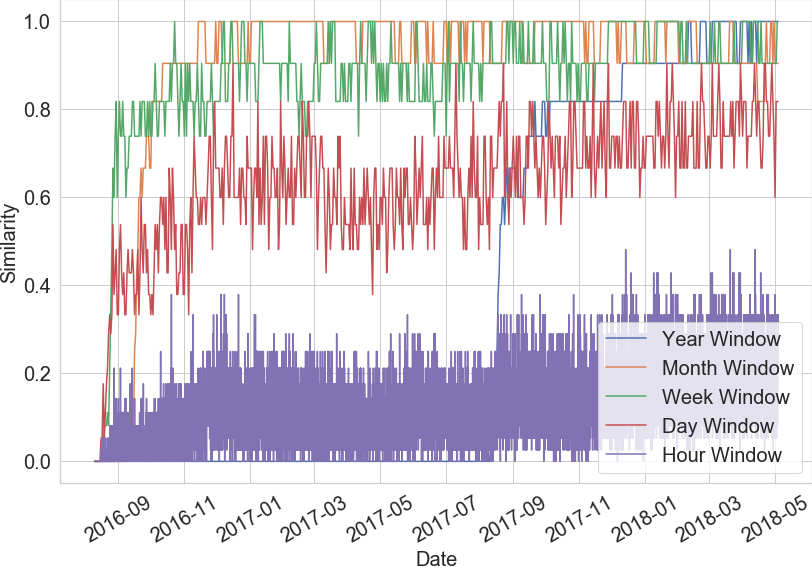 1.0
0.8
0.6
0.4
0.2
0.0
Similarity
Year Window
Month Window
Week Window
Day Window
Hour Window
2016-09
2016-11
2017-01
2017-03
2017-05
2017-07
2017-09
2017-11
2018-01
2018-03
2018-05
Date